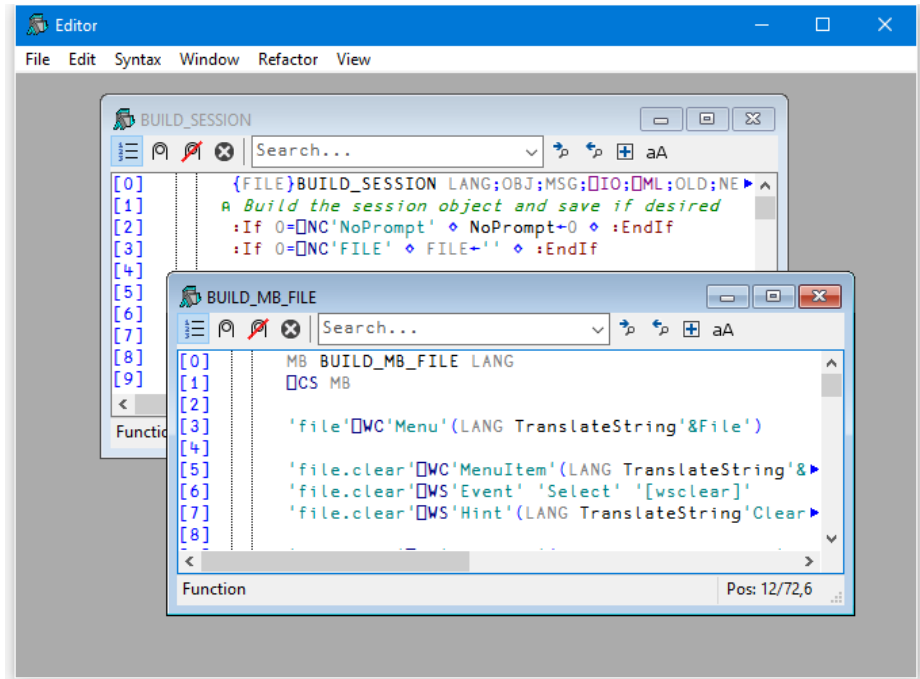 Editor
File Edit Syntax Window Refactor View
BUILD_SESSION
Search... aA
[0] {FILE}BUILD_SESSION LANG;OBJ;MSG;⎕IO;⎕ML;OLD;NE
[1] ⍝ Build the session object and save if desired
[2] :If 0=⎕NC'NoPrompt' ⋄ NoPrompt←0 ⋄ :EndIf
[3] :If 0=⎕NC'FILE' ⋄ FILE←'' ⋄ :EndIf
[4]
[5]
[6]
[7]
[8]
[9]
BUILD_MB_FILE
Search... aA
[0] MB BUILD_MB_FILE LANG
[1] ⎕CS MB
[2]
[3] 'file'⎕WC'Menu'(LANG TranslateString'&File')
[4]
[5] 'file.clear'⎕WC'MenuItem'(LANG TranslateString'&
[6] 'file.clear'⎕WS'Event' 'Select' '[wsclear]'
[7] 'file.clear'⎕WS'Hint'(LANG TranslateString'Clear
[8]
Function Pos: 12/72,6